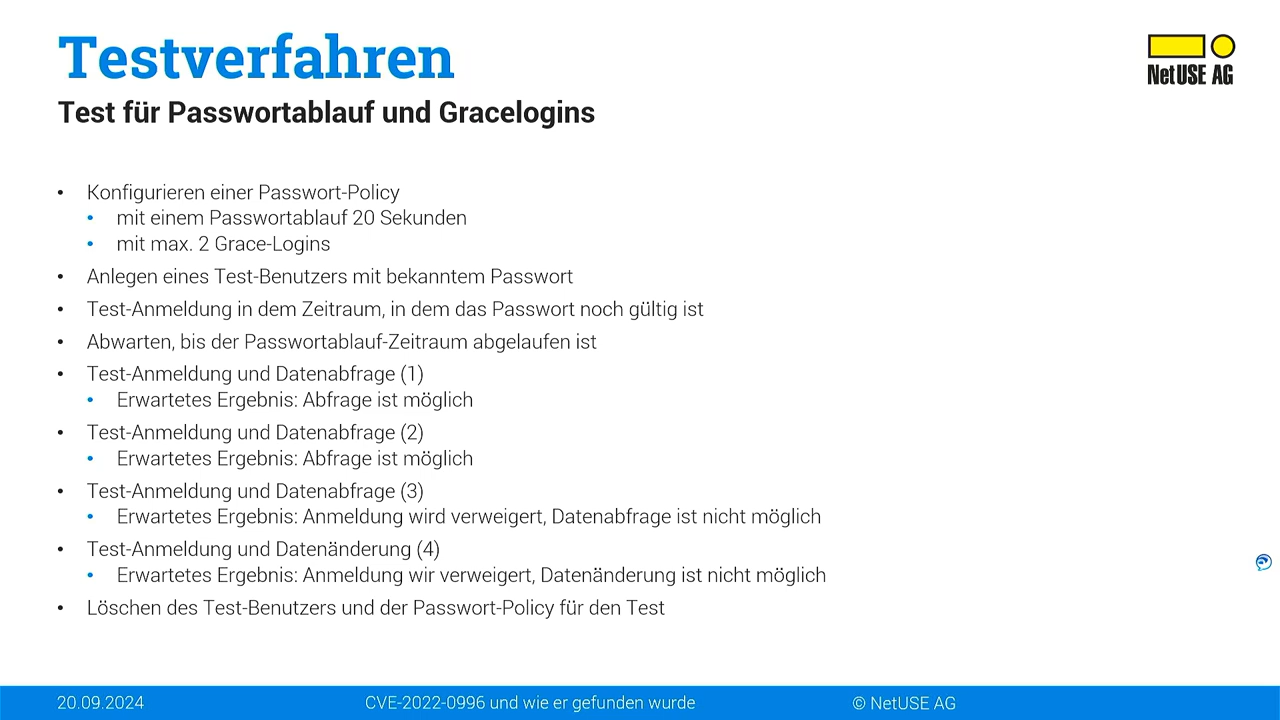 Testverfahren
NetUSE AG
Test für Passwortablauf und Gracelogins
• Konfigurieren einer Passwort-Policy
• mit einem Passwortablauf 20 Sekunden
• mit max. 2 Grace-Logins
• Anlegen eines Test-Benutzers mit bekanntem Passwort
• Test-Anmeldung in dem Zeitraum, in dem das Passwort noch gültig ist
• Abwarten, bis der Passwortablauf-Zeitraum abgelaufen ist
• Test-Anmeldung und Datenabfrage (1)
• Erwartetes Ergebnis: Abfrage ist möglich
• Test-Anmeldung und Datenabfrage (2)
• Erwartetes Ergebnis: Abfrage ist möglich
• Test-Anmeldung und Datenabfrage (3)
• Erwartetes Ergebnis: Anmeldung wird verweigert, Datenabfrage ist nicht möglich
• Test-Anmeldung und Datenänderung (4)
• Erwartetes Ergebnis: Anmeldung wir verweigert, Datenänderung ist nicht möglich
• Löschen des Test-Benutzers und der Passwort-Policy für den Test
20.09.2024
CVE-2022-0996 und wie er gefunden wurde
© NetUSE AG